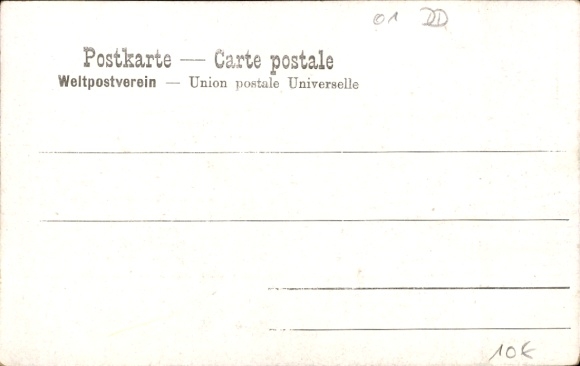 01 DD
Postkarte — Carte postale
Weltpostverein — Union postale Universelle
10€